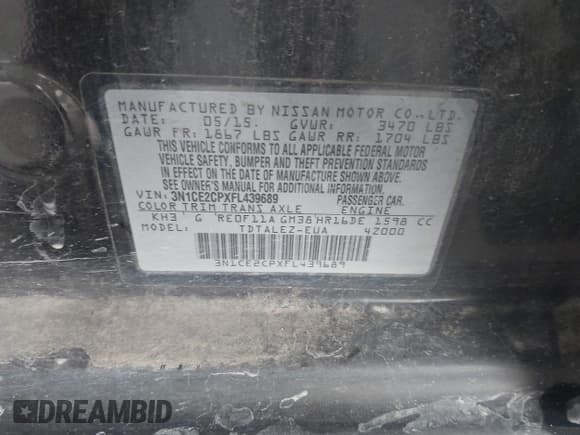 MANUFACTURED BY NISSAN MOTOR CO.,LTD.
DATE: 05/15. GVWR: 3470 LBS
GAWR FR: 1867 LBS GAWR RR: 1704 LBS
THIS VEHICLE CONFORMS TO ALL APPLICABLE FEDERAL MOTOR
VEHICLE SAFETY, BUMPER AND THEFT PREVENTION STANDARDS
IN EFFECT ON THE DATE OF MANUFACTURE SHOWN ABOVE.
SEE OWNER'S MANUAL FOR ADDITIONAL INFORMATION
VIN: 3N1CE2CPXFL439689 PASSENGER CAR.
COLOR TRIM TRANS AXLE ENGINE
KH3 G RE0F11A GM38 HR16DE 1598 CC
MODEL: TDTALEZ-EUA 42000
3N1CE2CPXFL439689
DREAMBID